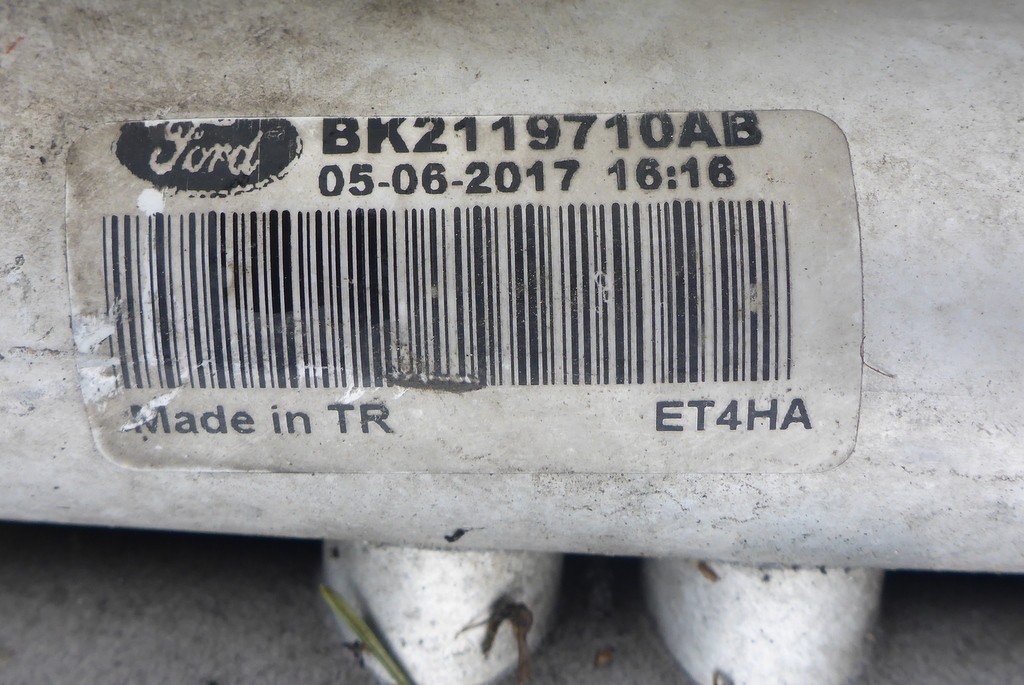 Ford BK2119710AB
05-06-2017 16:16
Made in TR ET4HA